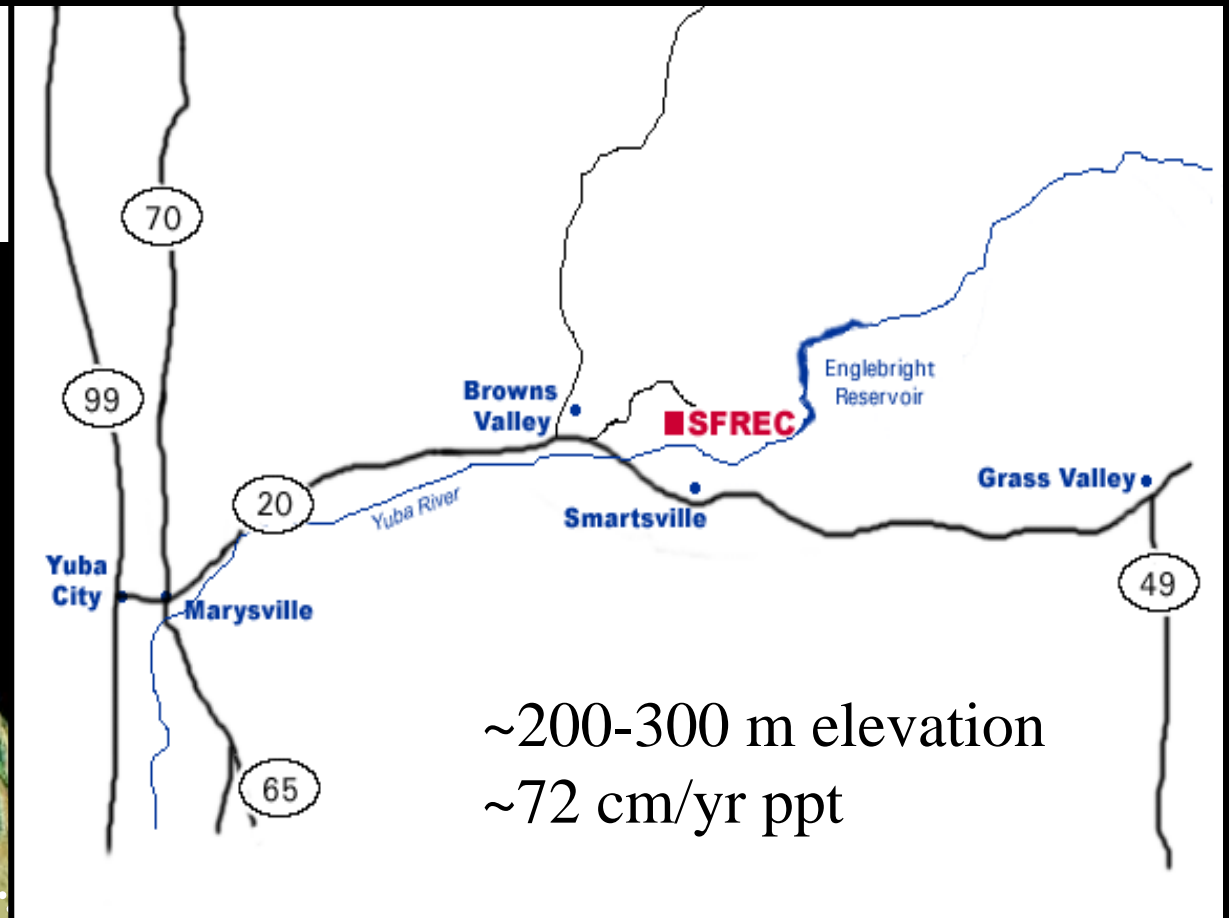 70
99
Browns
Valley
Englebright
Reservoir
SFREC
Grass Valley
20
Yuba River
Smartsville
Yuba
City
Marysville
49
65
~200-300 m elevation
~72 cm/yr ppt